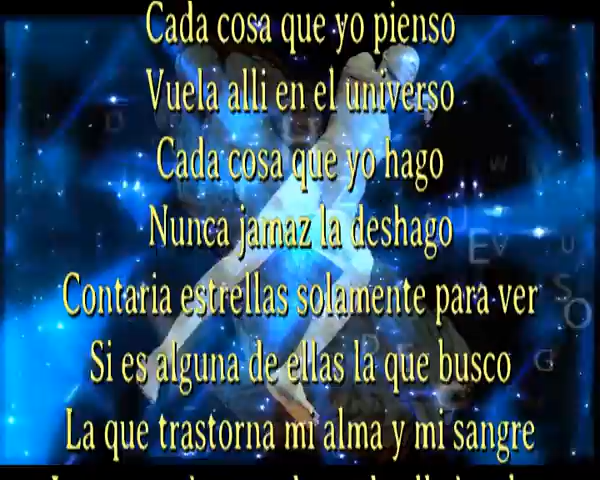 Cada cosa que yo pienso
Vuela alli en el universo
Cada cosa que yo hago
Nunca jamaz la deshago
Contaria estrellas solamente para ver
Si es alguna de ellas la que busco
La que trastorna mi alma y mi sangre